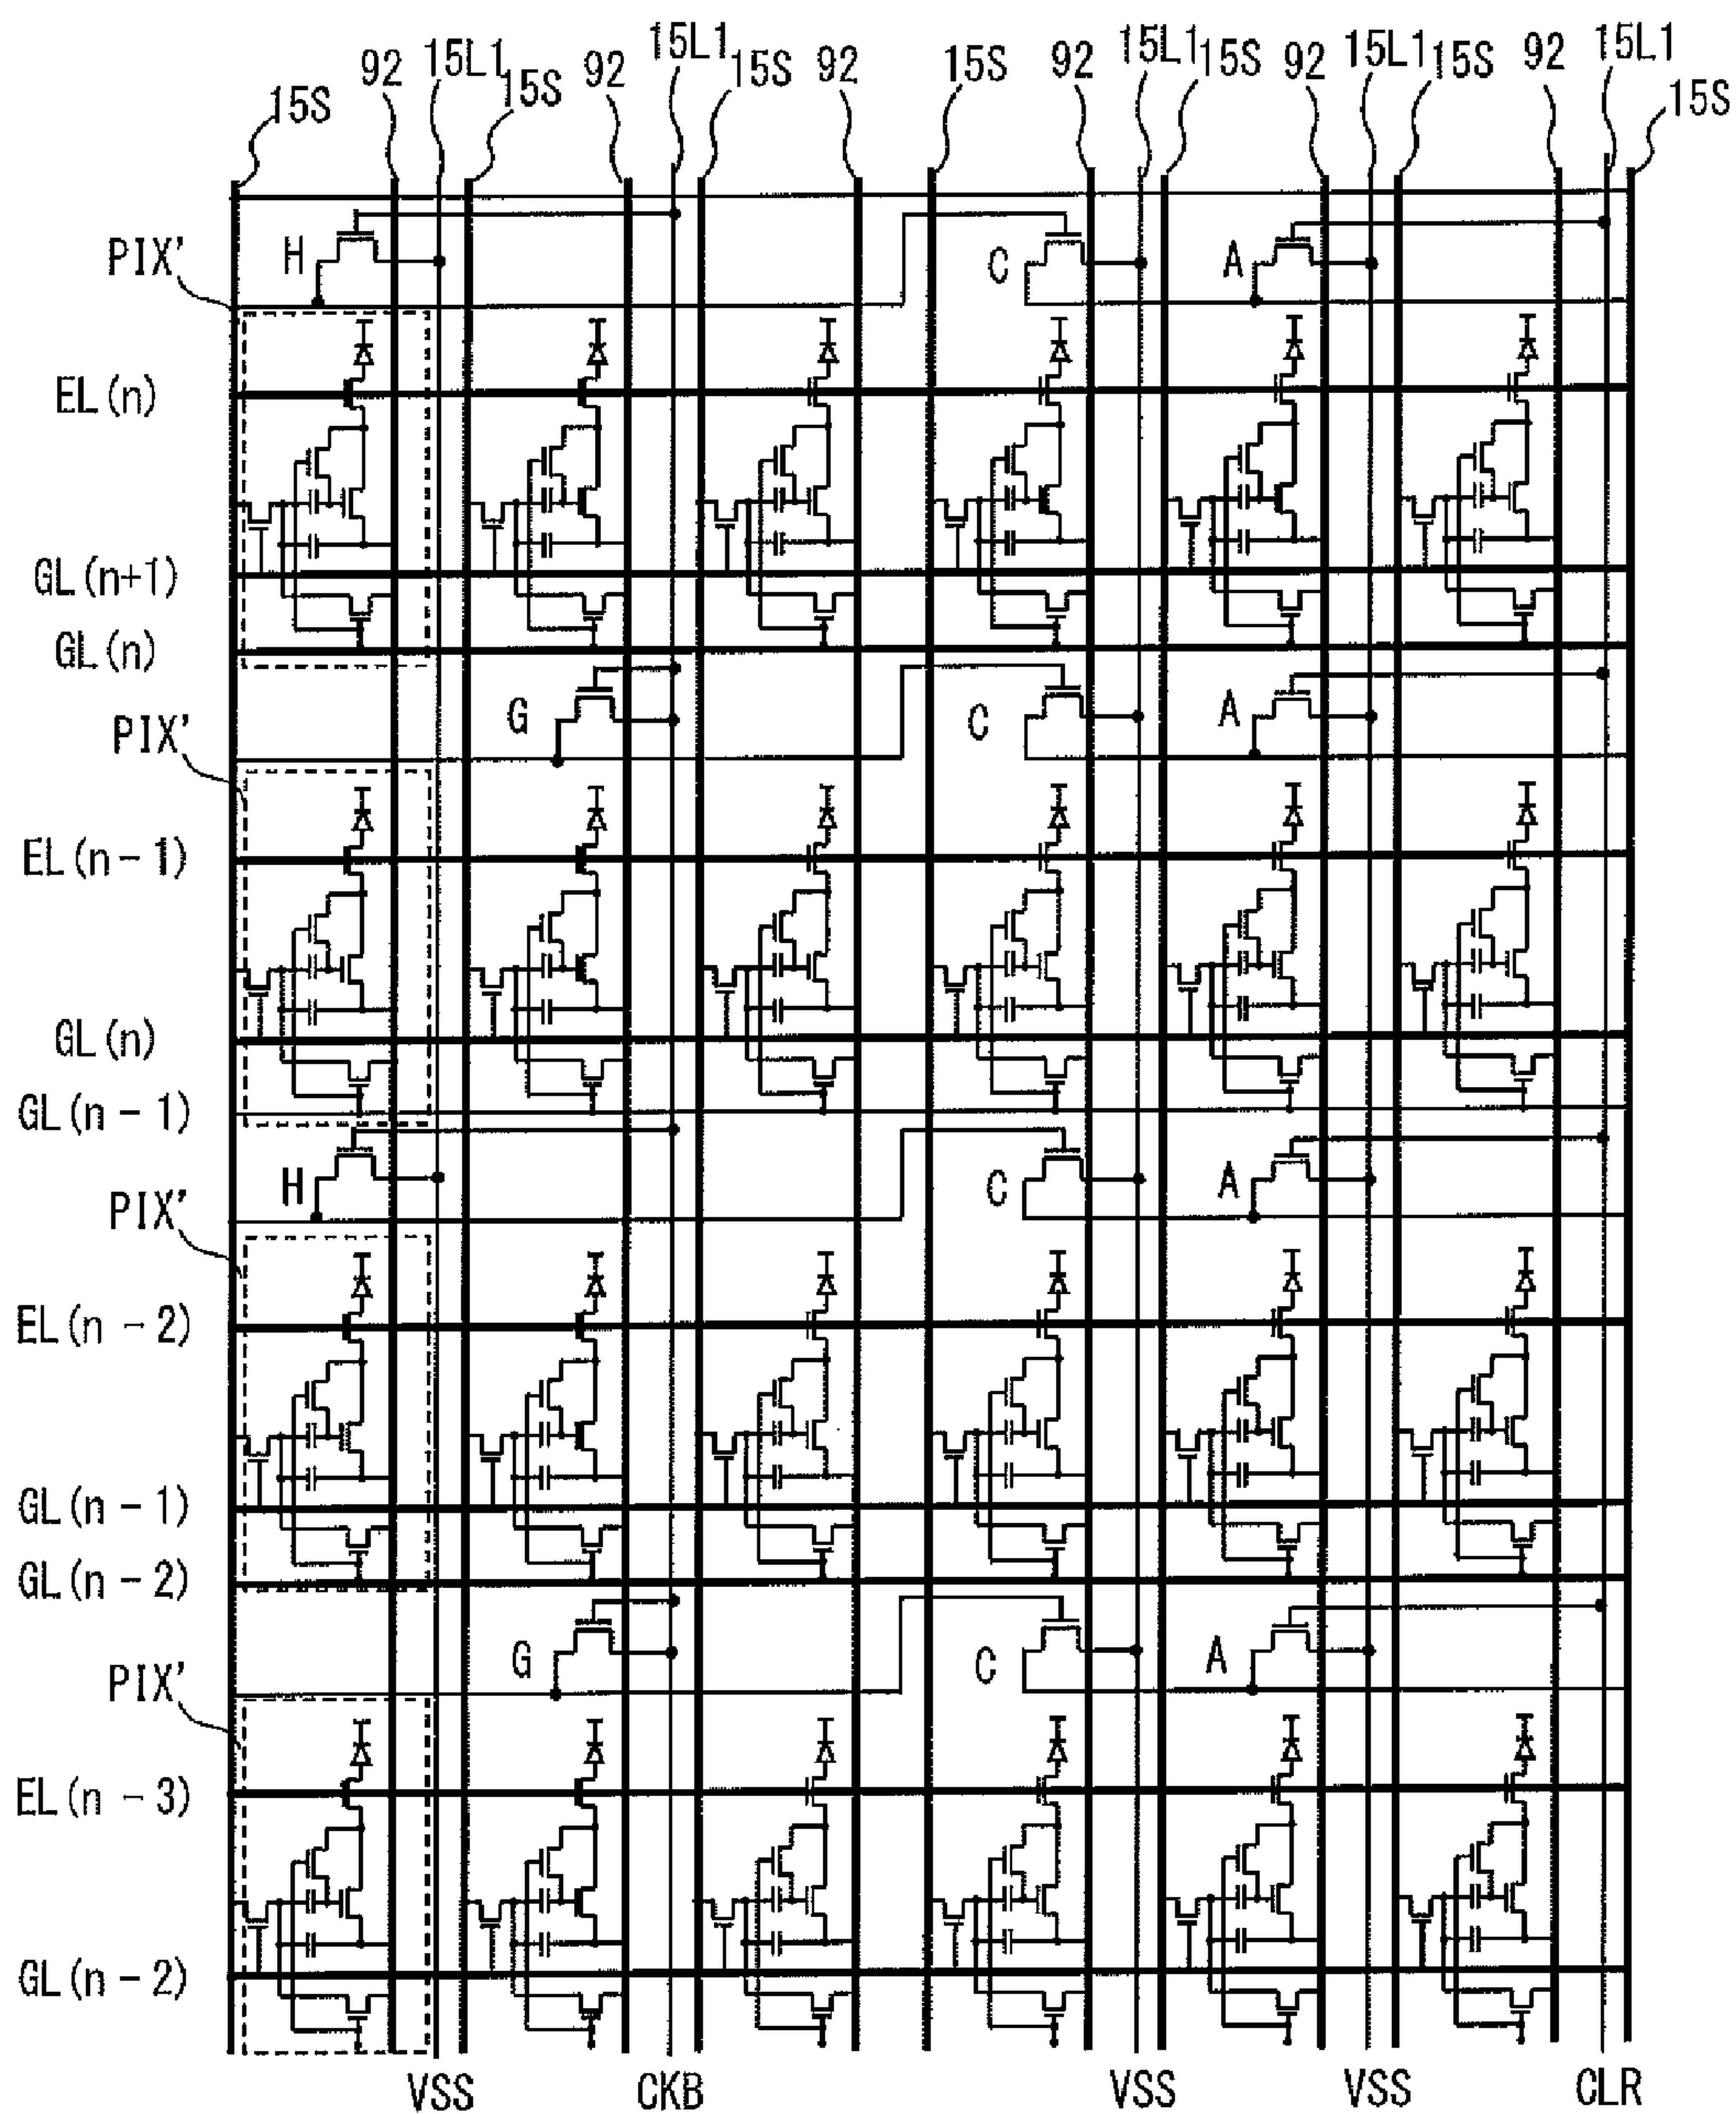 15S
92
15L1
15S
92
15L1
15S
92
15S
92
15L1
15S
92
15L1
15S
92
15L1
15S
PIX'
H
C
A
EL(n)
GL(n+1)
GL(n)
PIX'
G
C
A
EL(n-1)
GL(n)
GL(n-1)
PIX'
H
C
A
EL(n-2)
GL(n-1)
GL(n-2)
PIX'
G
C
A
EL(n-3)
GL(n-2)
VSS
CKB
VSS
VSS
CLR